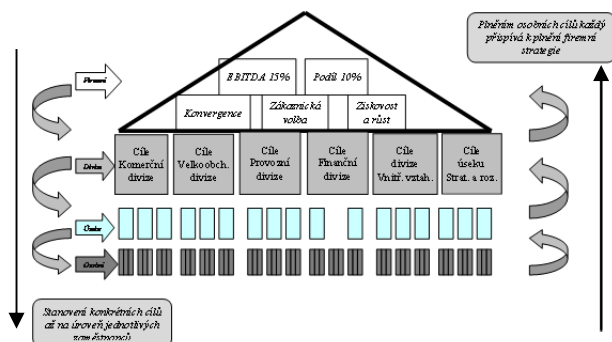 Plněním osobních cílů každý
přispívá k plnění firemní
strategie
Firemní
EBITDA 15%
Podíl 10%
Konvergence
Zákaznická
volba
Ziskovost
a růst
Divize
Cíle
Komerční
divize
Cíle
Velkoobch.
divize
Cíle
Provozní
divize
Cíle
Finanční
divize
Cíle
divize
Vnitř. vztah.
Cíle
úseku
Strat. a roz.
Osobní
Stanovení konkrétních cílů
až na úroveň jednotlivých
zaměstnanců